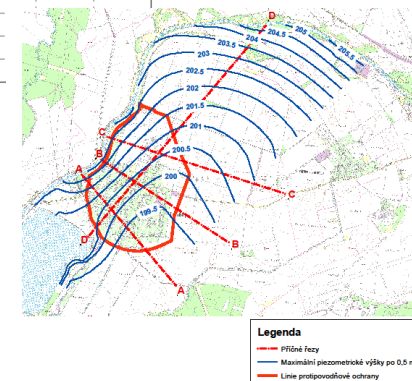 D
205
204.5
204
205.5
203.5
203
202.5
202
201.5
C
201
B
200.5
A
200
C
199.5
D
B
A
Legenda
Příčné řezy
Maximální piezometrické výšky po 0,5 m
Linie protipovodňové ochrany